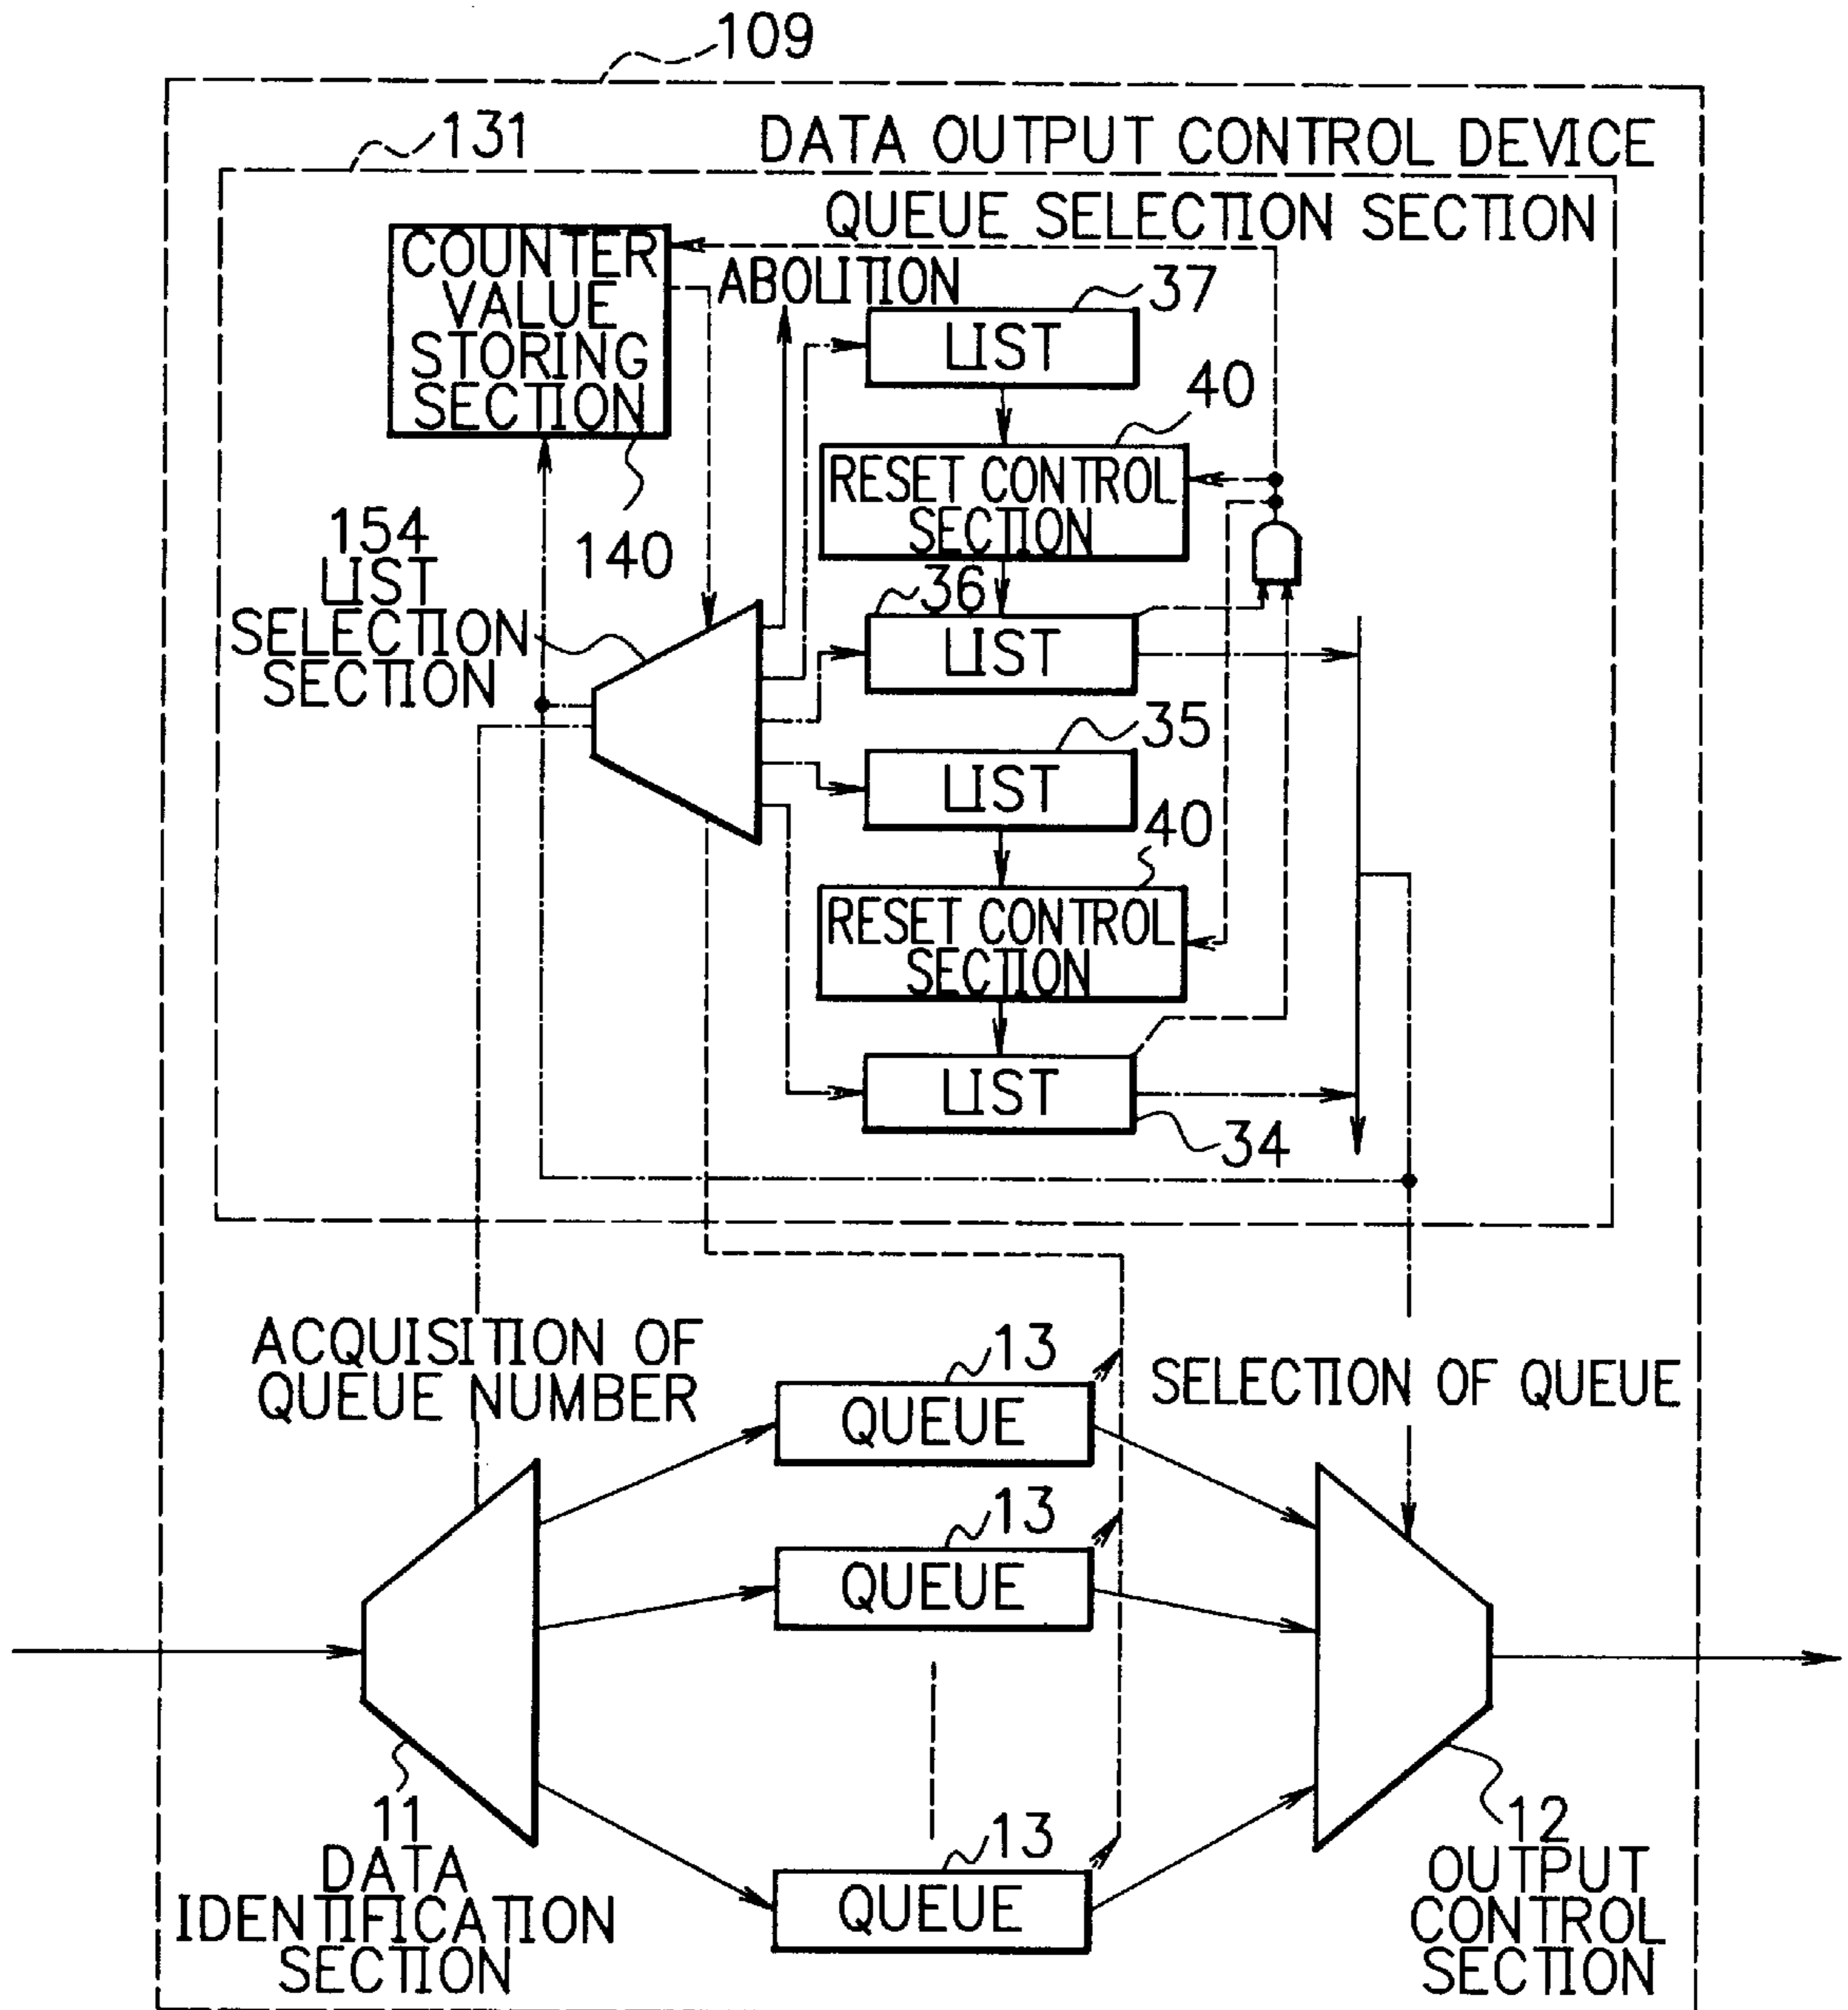 109
131
DATA OUTPUT CONTROL DEVICE
QUEUE SELECTION SECTION
COUNTER
VALUE
STORING
SECTION
ABOLITION
37
LIST
40
RESET CONTROL
SECTION
154
LIST
SELECTION
SECTION
140
36
LIST
35
LIST
40
RESET CONTROL
SECTION
LIST
34
ACQUISITION OF
QUEUE NUMBER
13
QUEUE
SELECTION OF QUEUE
13
QUEUE
13
QUEUE
11
DATA
IDENTIFICATION
SECTION
12
OUTPUT
CONTROL
SECTION